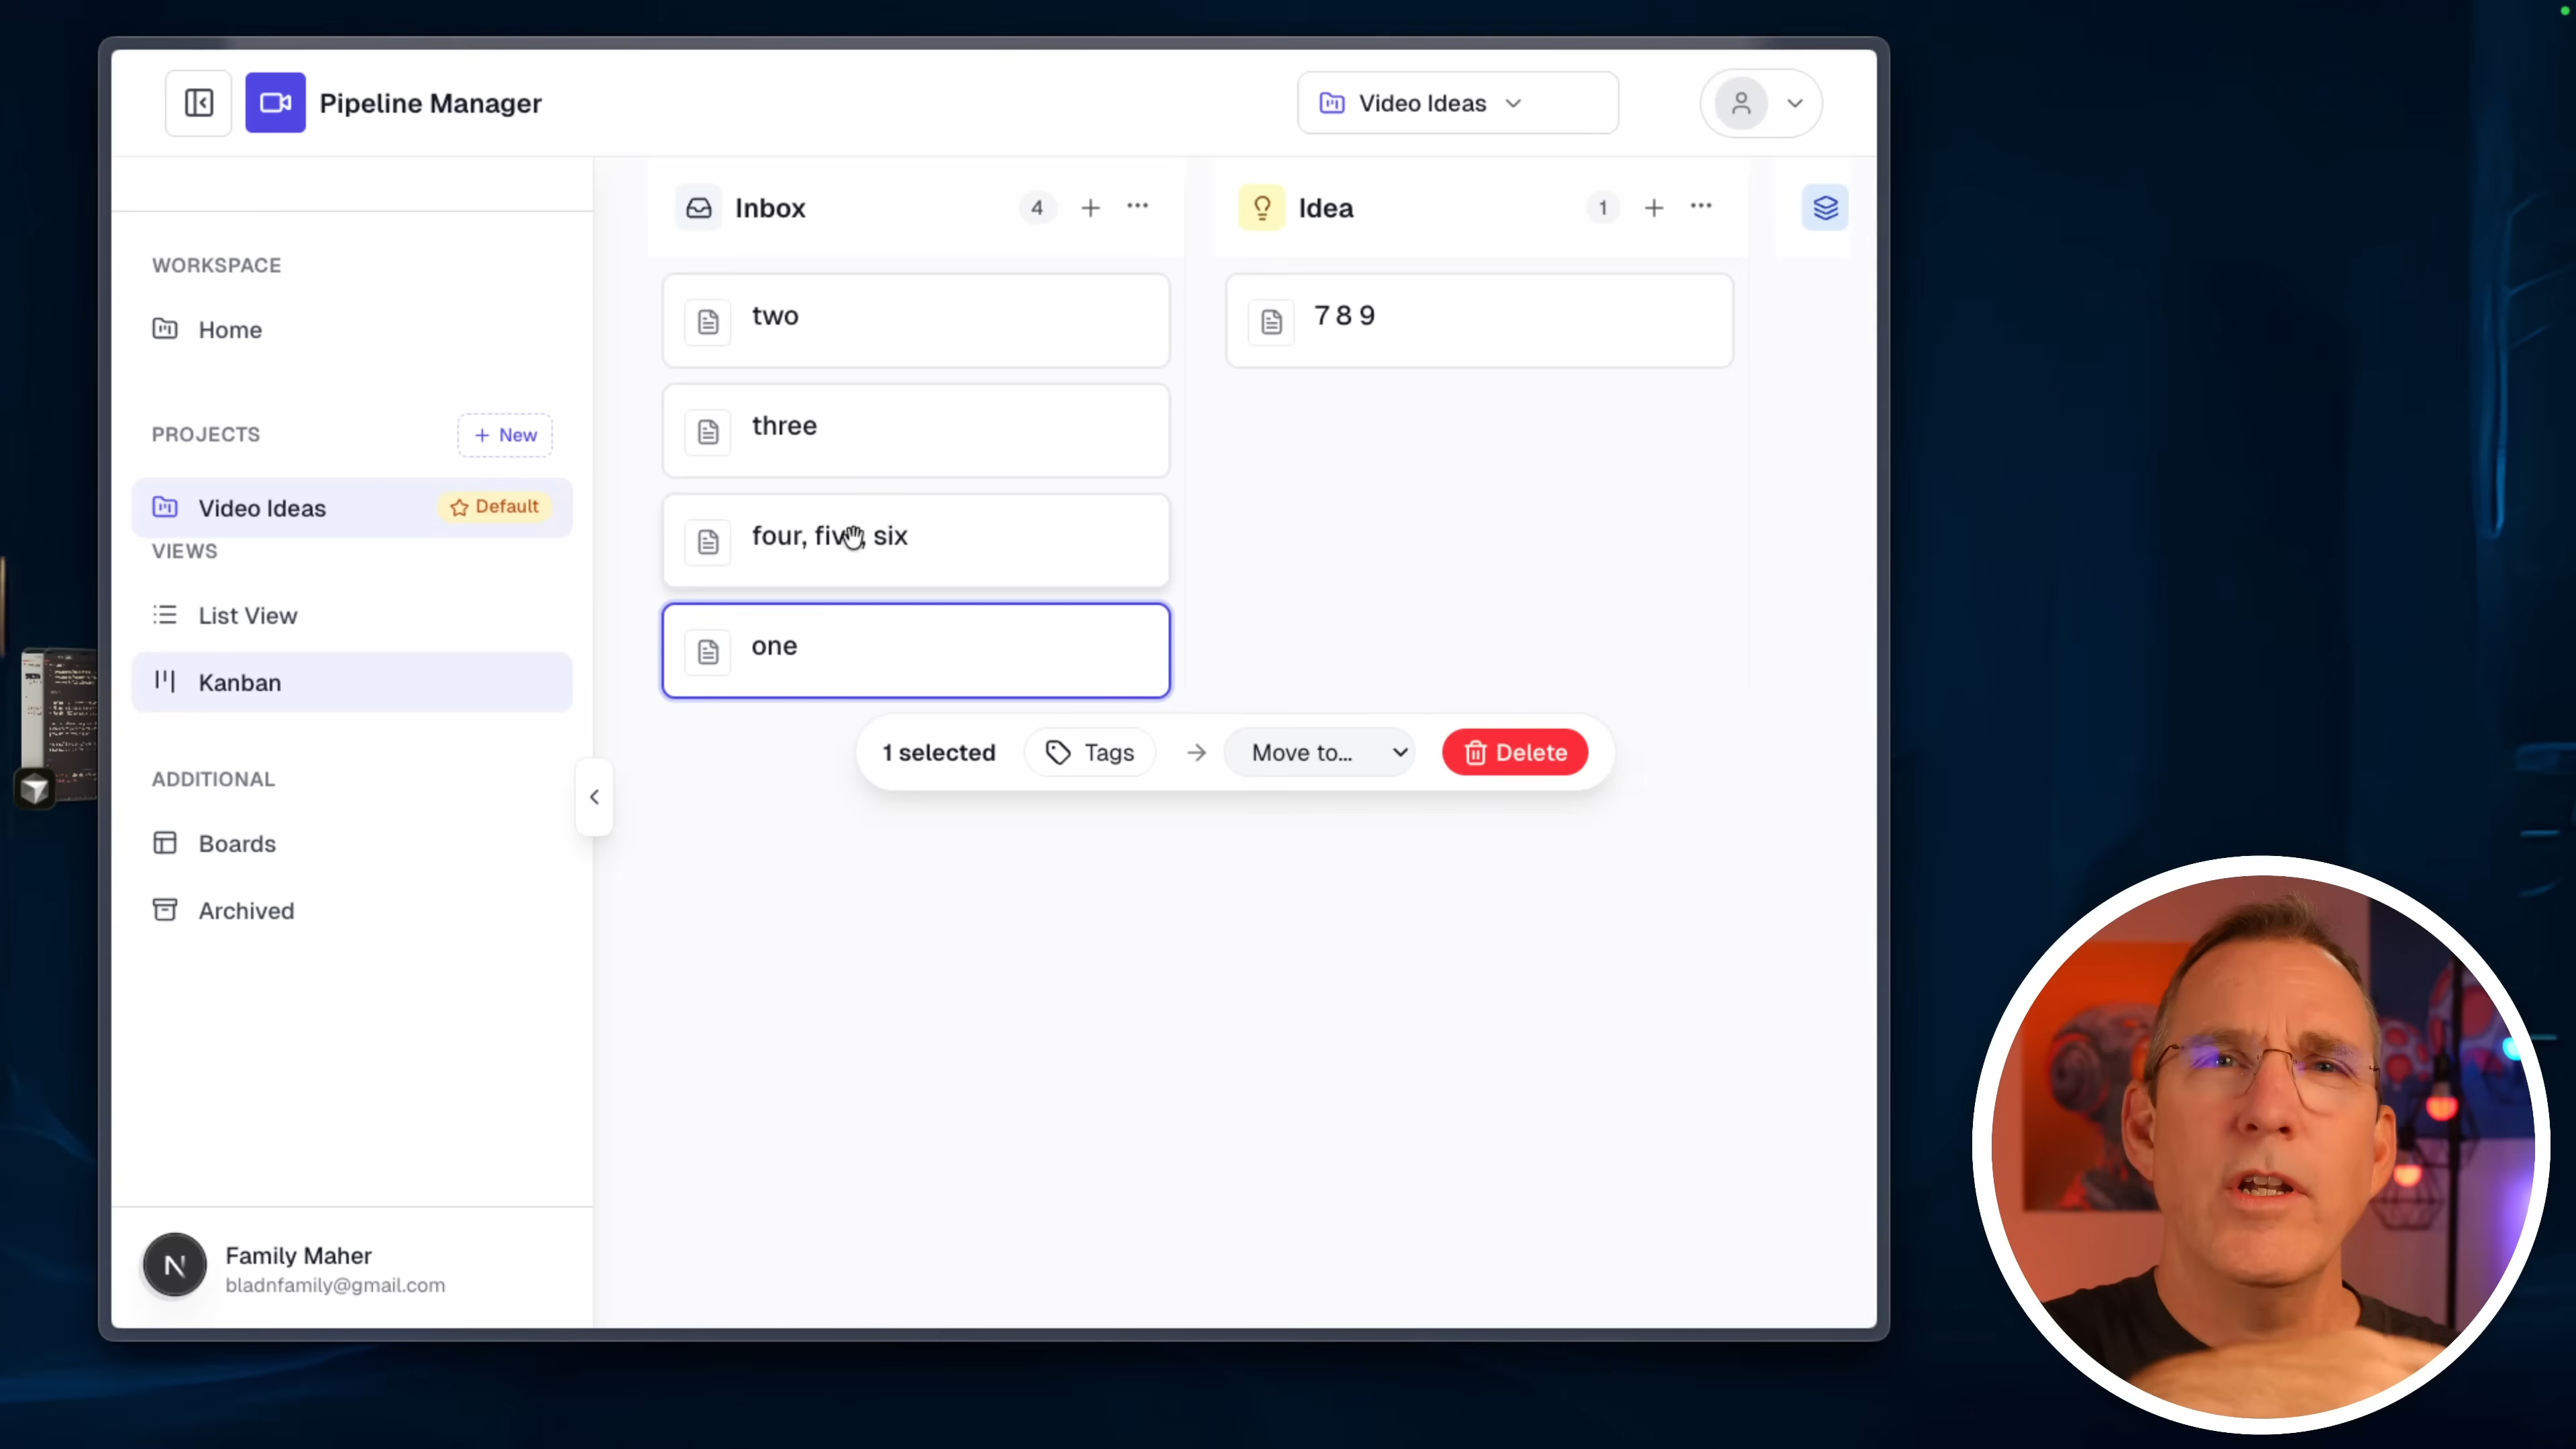 Pipeline Manager
Video Ideas
WORKSPACE
Home
PROJECTS
+ New
Video Ideas
Default
VIEWS
List View
Kanban
ADDITIONAL
Boards
Archived
N
Family Maher
bladnfamily@gmail.com
Inbox
4
two
three
four, five, six
one
Idea
1
7 8 9
1 selected
Tags
Move to...
Delete